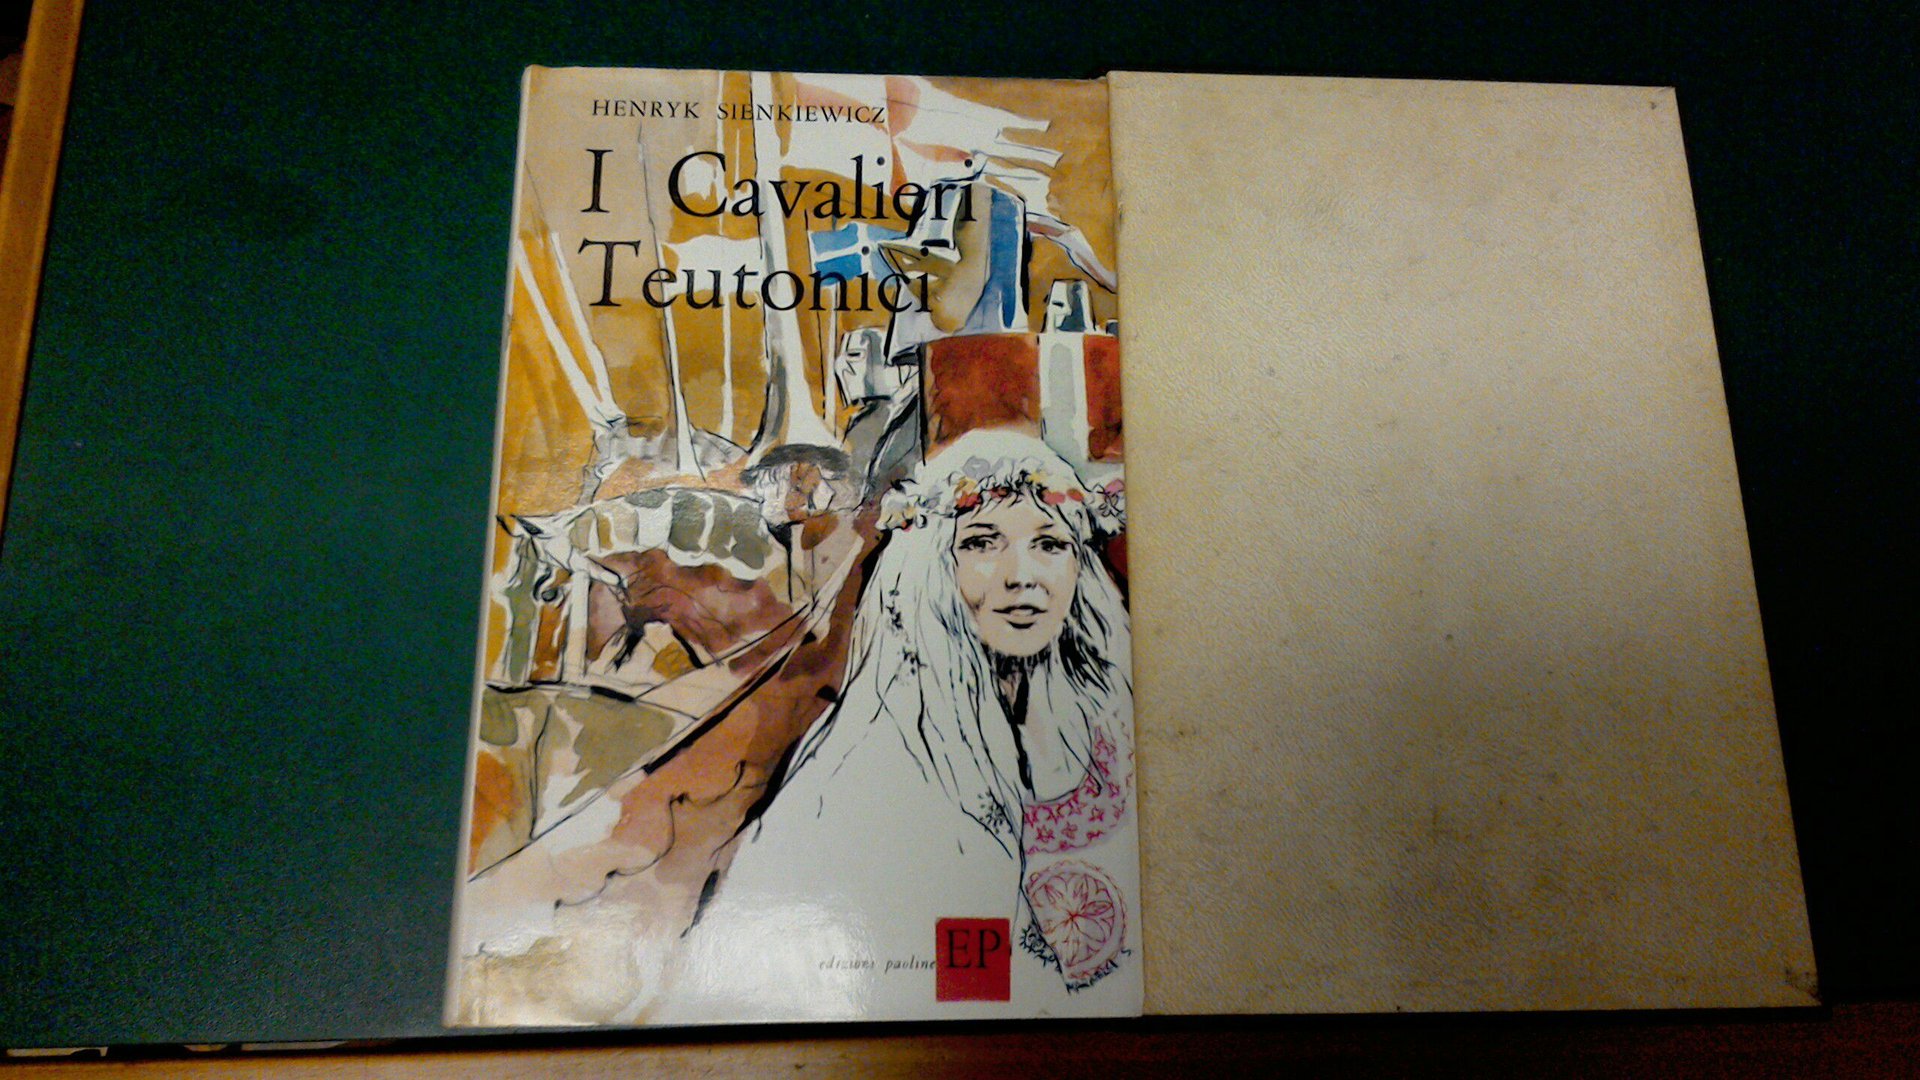 HENRYK SIENKIEWICZ
I Cavalieri
Teutonici
edizioni paoline
EP